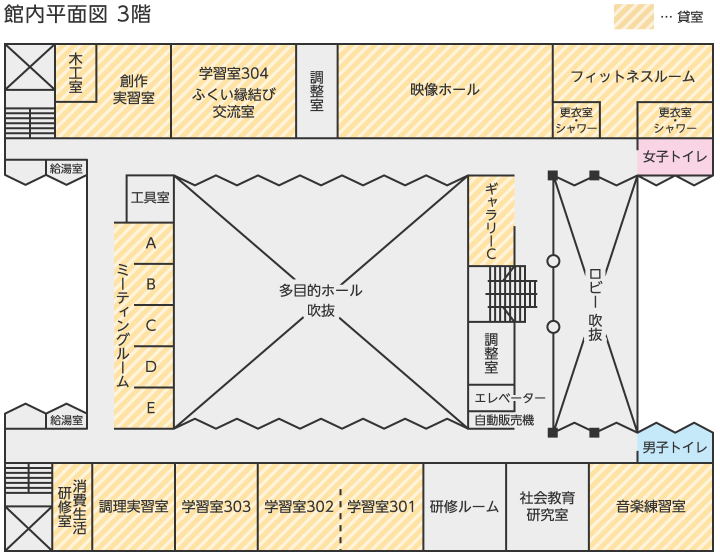 館内平面図 3階
… 貸室
木工室
創作
実習室
学習室304
ふくい縁結び
交流室
調整室
映像ホール
フィットネスルーム
更衣室
・
シャワー
更衣室
・
シャワー
女子トイレ
給湯室
工具室
ミーティングルーム
A
B
C
D
E
多目的ホール
吹抜
ギャラリーC
調整室
エレベーター
自動販売機
ロビー 吹抜
給湯室
男子トイレ
消費生活
研修室
調理実習室
学習室303
学習室302
学習室301
研修ルーム
社会教育
研究室
音楽練習室